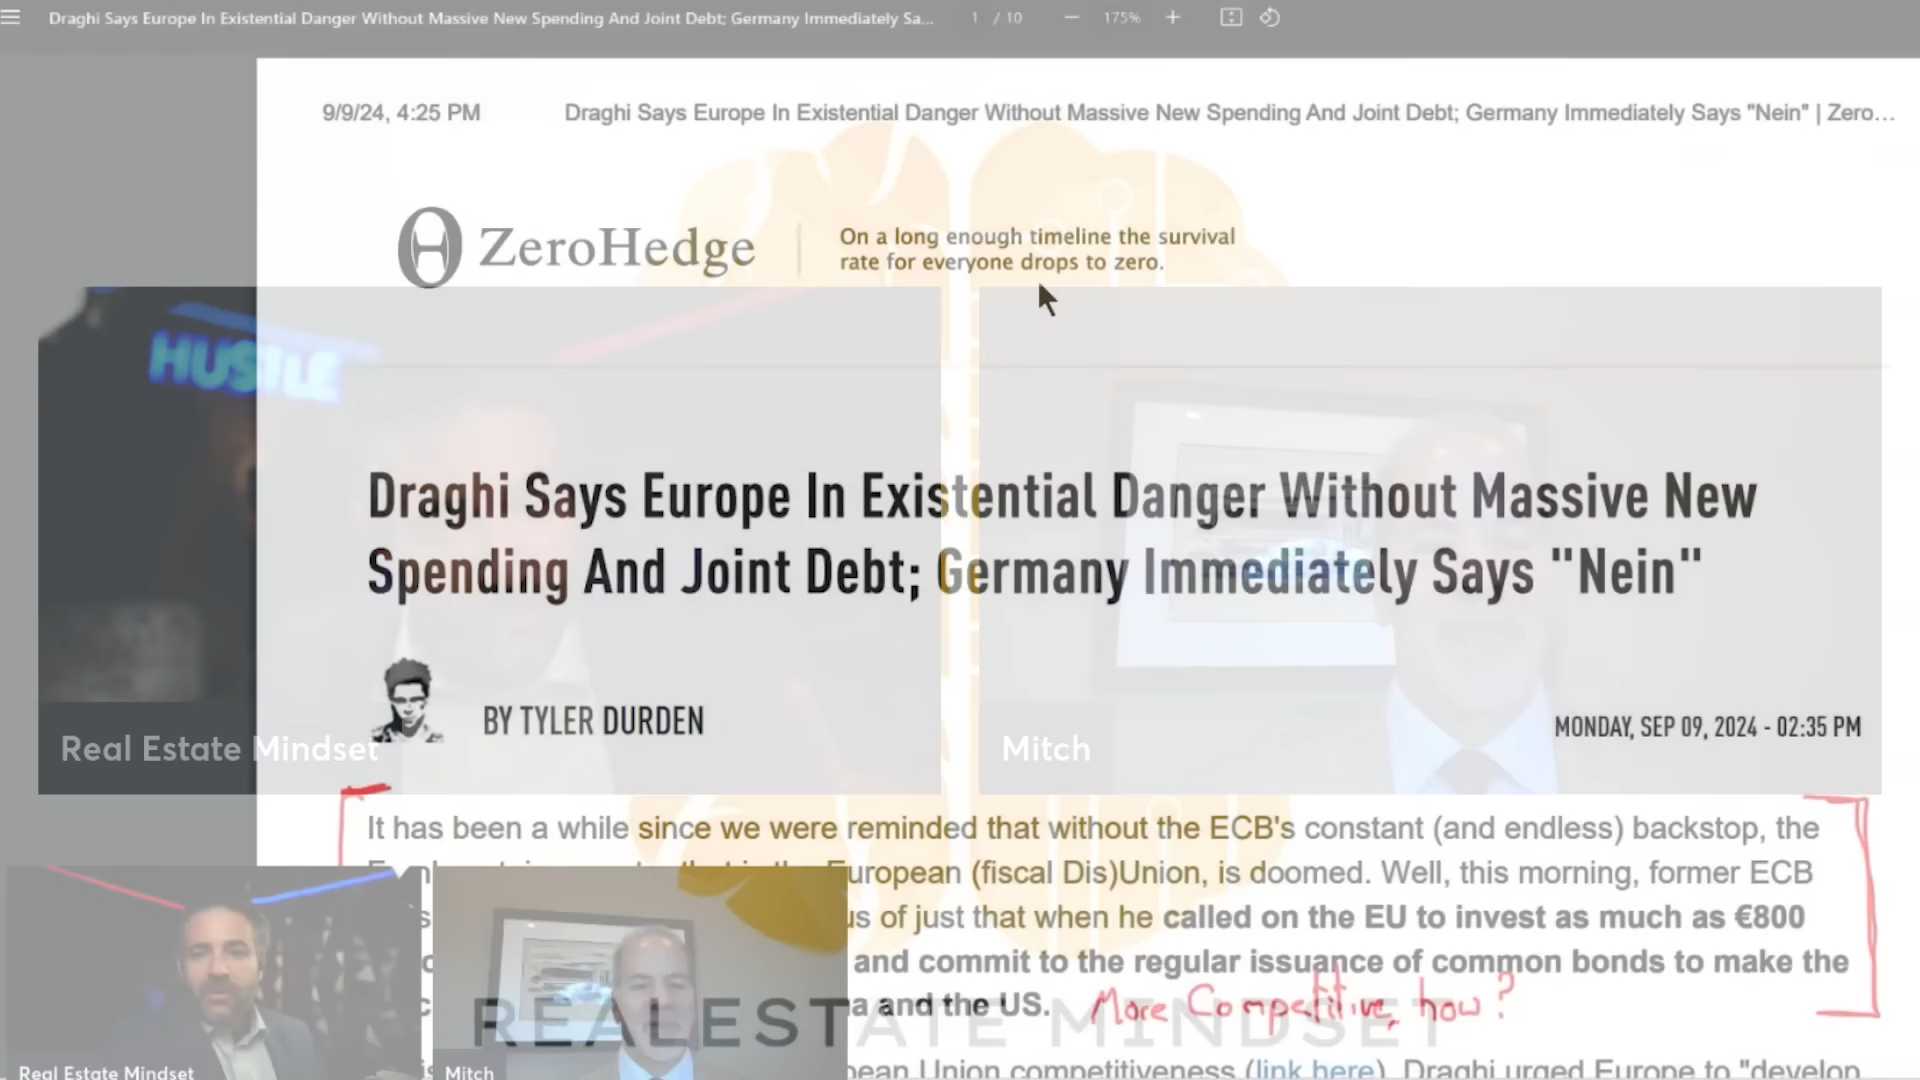 Draghi Says Europe In Existential Danger Without Massive New Spending And Joint Debt; Germany Immediately Sa...
1 / 10
175%
9/9/24, 4:25 PM
Draghi Says Europe In Existential Danger Without Massive New Spending And Joint Debt; Germany Immediately Says "Nein" | Zero...
ZeroHedge
On a long enough timeline the survival
rate for everyone drops to zero.
HUSTLE
Draghi Says Europe In Existential Danger Without Massive New
Spending And Joint Debt; Germany Immediately Says "Nein"
BY TYLER DURDEN
MONDAY, SEP 09, 2024 - 02:35 PM
Real Estate Mindset
Mitch
It has been a while since we were reminded that without the ECB's constant (and endless) backstop, the
(fiscal Dis)Union, is doomed. Well, this morning, former ECB
of just that when he called on the EU to invest as much as €800
and commit to the regular issuance of common bonds to make the
and the US.
More Competitive, how?
REAL ESTATE MINDSET
Union competitiveness (link here), Draghi urged Europe to "develop
Real Estate Mindset
Mitch